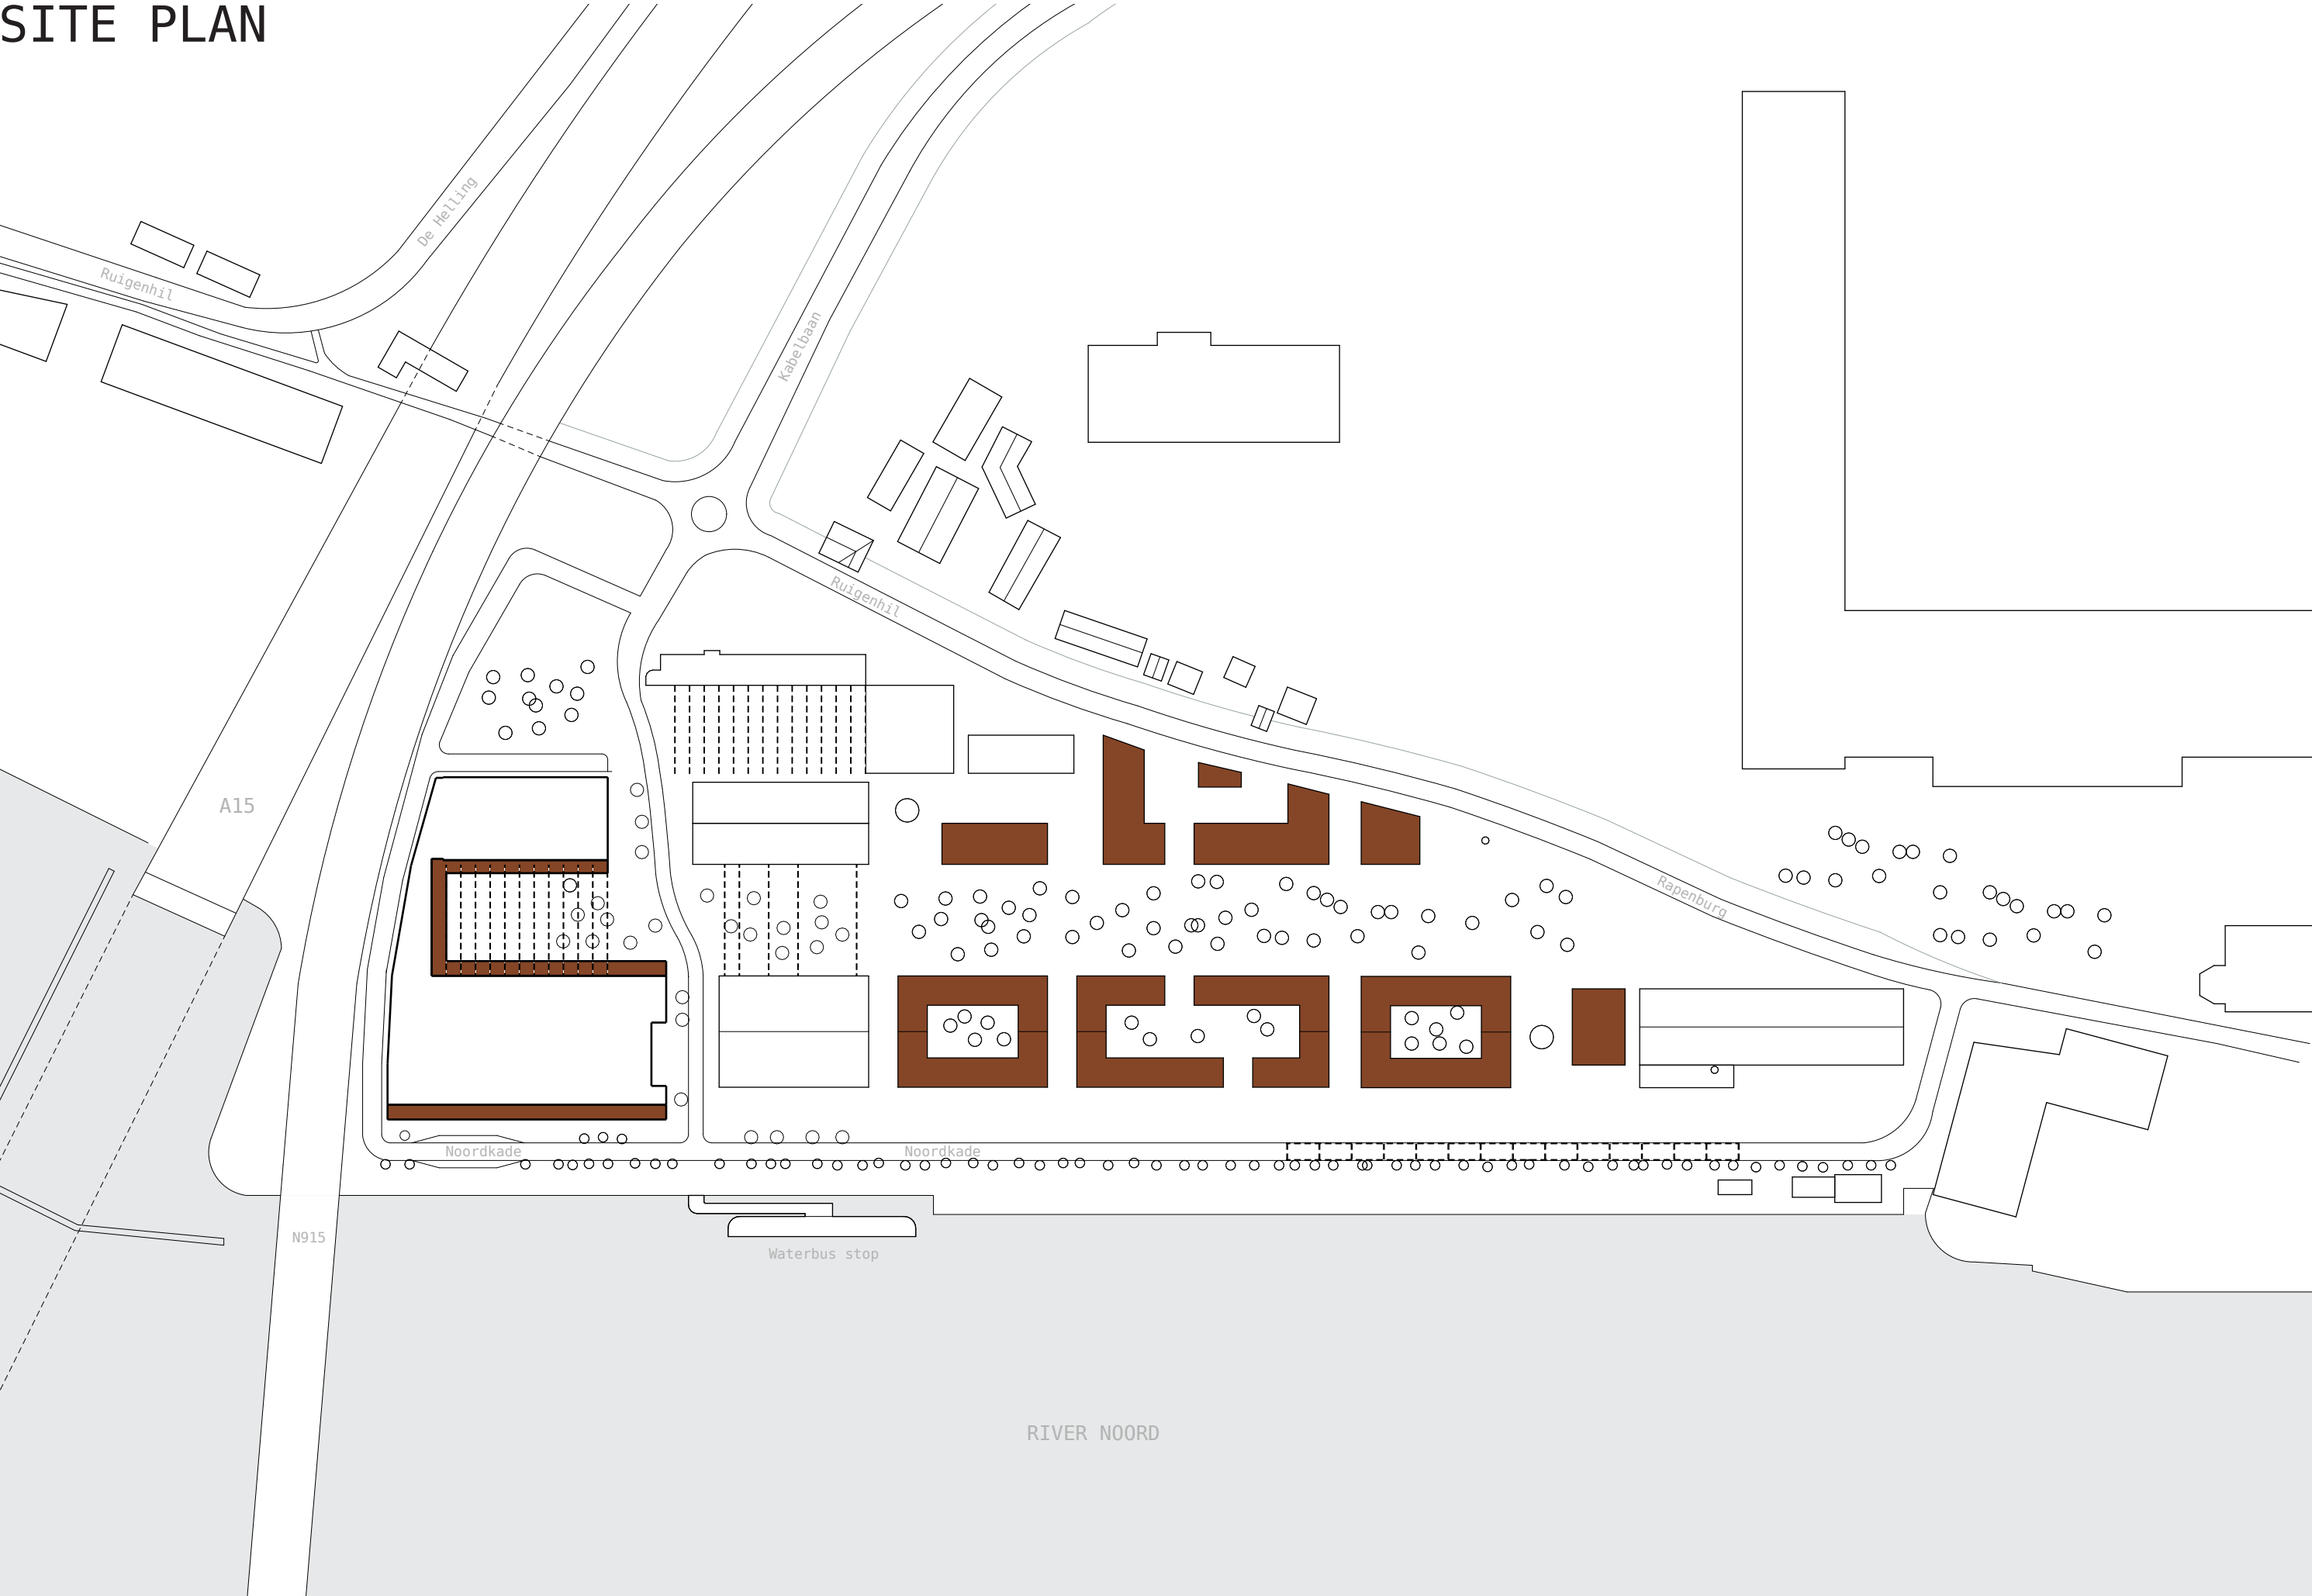 SITE PLAN
De Helling
Ruigenhil
Kabelbaan
Ruigenhil
A15
Rapenburg
Noordkade
Noordkade
N915
Waterbus stop
RIVER NOORD